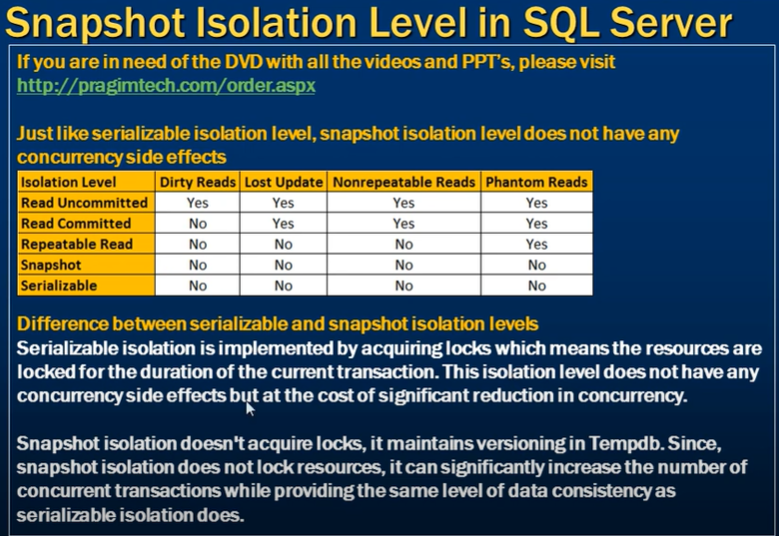 Snapshot Isolation Level in SQL Server
If you are in need of the DVD with all the videos and PPT's, please visit
http://pragimtech.com/order.aspx
Just like serializable isolation level, snapshot isolation level does not have any
concurrency side effects
Isolation Level Dirty Reads Lost Update Nonrepeatable Reads Phantom Reads
Read Uncommitted Yes Yes Yes Yes
Read Committed No Yes Yes Yes
Repeatable Read No No No Yes
Snapshot No No No No
Serializable No No No No
Difference between serializable and snapshot isolation levels
Serializable isolation is implemented by acquiring locks which means the resources are
locked for the duration of the current transaction. This isolation level does not have any
concurrency side effects but at the cost of significant reduction in concurrency.
Snapshot isolation doesn't acquire locks, it maintains versioning in Tempdb. Since,
snapshot isolation does not lock resources, it can significantly increase the number of
concurrent transactions while providing the same level of data consistency as
serializable isolation does.